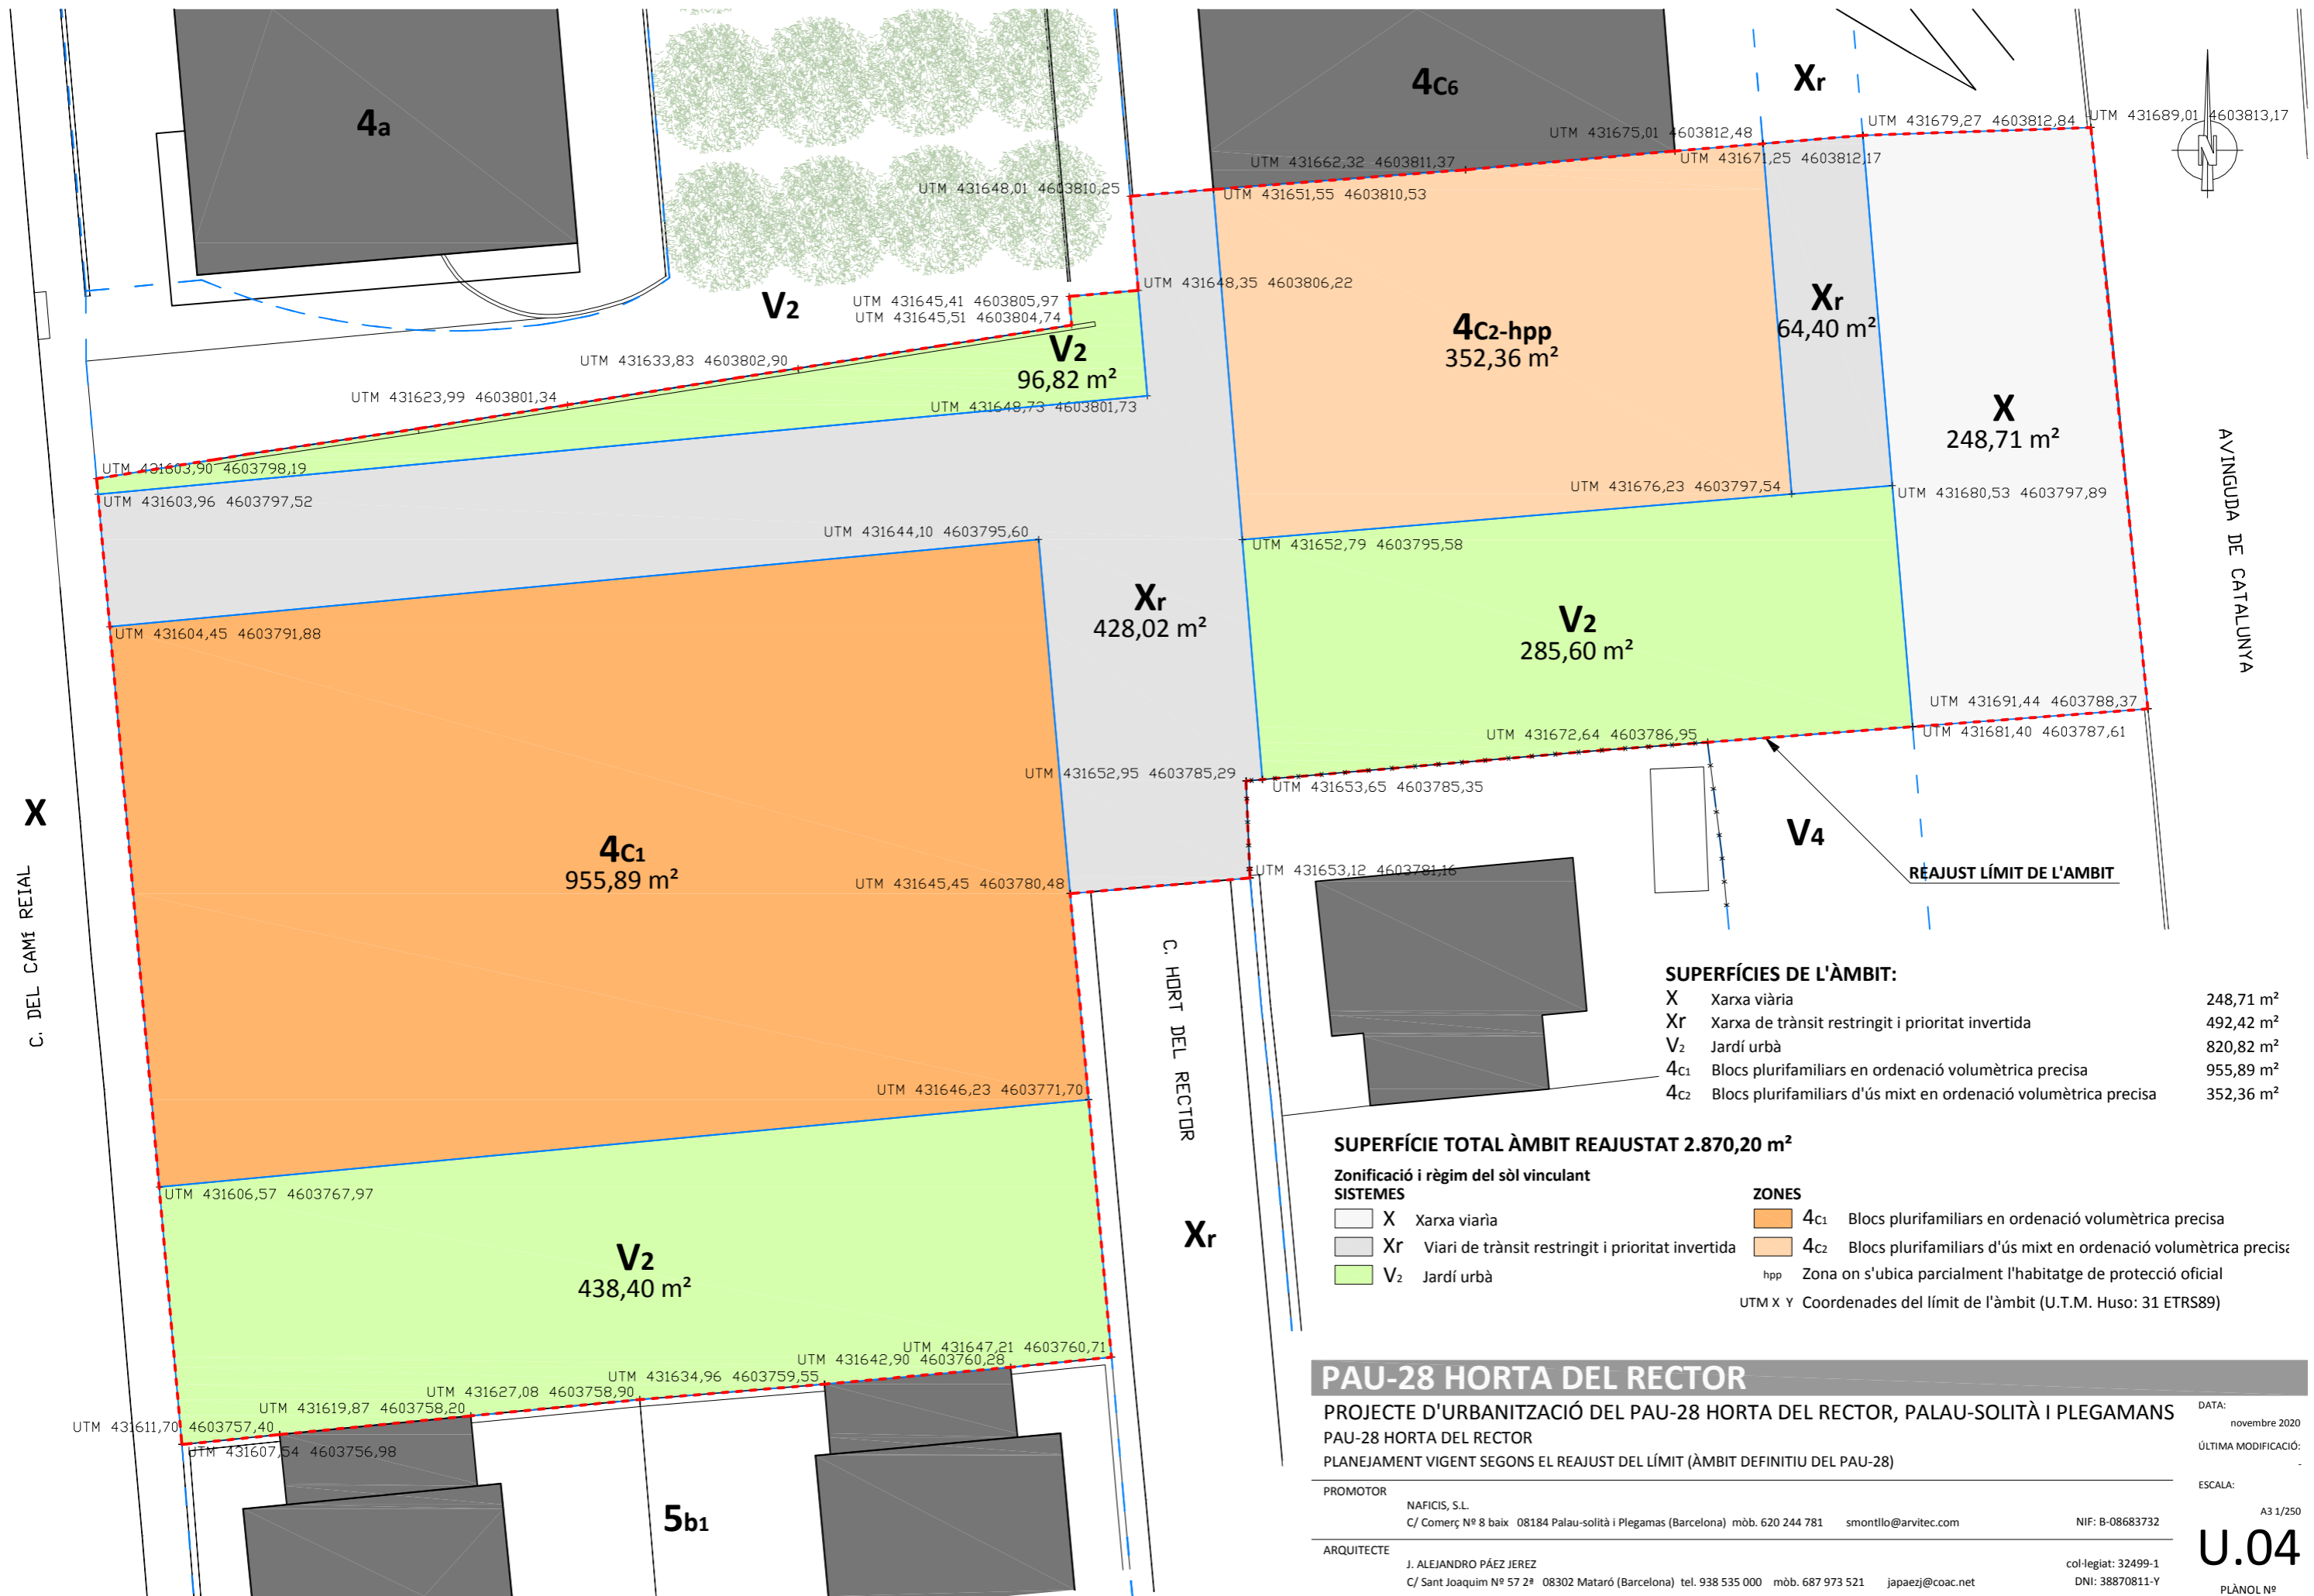 4a
4C6
Xr
UTM 431679,27 4603812,84
UTM 431689,01 4603813,17
UTM 431675,01 4603812,48
UTM 431671,25 4603812,17
UTM 431662,32 4603811,37
UTM 431648,01 4603810,25
UTM 431651,55 4603810,53
N
V2
UTM 431648,35 4603806,22
UTM 431645,41 4603805,97
UTM 431645,51 4603804,74
UTM 431633,83 4603802,90
UTM 431623,99 4603801,34
V2
96,82 m²
UTM 431648,73 4603801,73
4C2-hpp
352,36 m²
Xr
64,40 m²
X
248,71 m²
AVINGUDA DE CATALUNYA
UTM 431603,90 4603798,19
UTM 431603,96 4603797,52
UTM 431676,23 4603797,54
UTM 431680,53 4603797,89
UTM 431644,10 4603795,60
UTM 431652,79 4603795,58
UTM 431604,45 4603791,88
Xr
428,02 m²
V2
285,60 m²
UTM 431691,44 4603788,37
UTM 431681,40 4603787,61
UTM 431672,64 4603786,95
UTM 431652,95 4603785,29
UTM 431653,65 4603785,35
X
C. DEL CAMÍ REIAL
4C1
955,89 m²
UTM 431645,45 4603780,48
UTM 431653,12 4603781,16
V4
REAJUST LÍMIT DE L'AMBIT
C. HORT DEL RECTOR
UTM 431646,23 4603771,70
UTM 431606,57 4603767,97
V2
438,40 m²
Xr
UTM 431647,21 4603760,71
UTM 431642,90 4603760,28
UTM 431634,96 4603759,55
UTM 431627,08 4603758,90
UTM 431619,87 4603758,20
UTM 431611,70 4603757,40
UTM 431607,54 4603756,98
5b1
SUPERFÍCIES DE L'ÀMBIT:
X Xarxa viària 248,71 m²
Xr Xarxa de trànsit restringit i prioritat invertida 492,42 m²
V2 Jardí urbà 820,82 m²
4C1 Blocs plurifamiliars en ordenació volumètrica precisa 955,89 m²
4C2 Blocs plurifamiliars d'ús mixt en ordenació volumètrica precisa 352,36 m²
SUPERFÍCIE TOTAL ÀMBIT REAJUSTAT 2.870,20 m²
Zonificació i règim del sòl vinculant
SISTEMES
X Xarxa viarìa
Xr Viari de trànsit restringit i prioritat invertida
V2 Jardí urbà
ZONES
4C1 Blocs plurifamiliars en ordenació volumètrica precisa
4C2 Blocs plurifamiliars d'ús mixt en ordenació volumètrica precisa
hpp Zona on s'ubica parcialment l'habitatge de protecció oficial
UTM X Y Coordenades del límit de l'àmbit (U.T.M. Huso: 31 ETRS89)
PAU-28 HORTA DEL RECTOR
PROJECTE D'URBANITZACIÓ DEL PAU-28 HORTA DEL RECTOR, PALAU-SOLITÀ I PLEGAMANS
PAU-28 HORTA DEL RECTOR
PLANEJAMENT VIGENT SEGONS EL REAJUST DEL LÍMIT (ÀMBIT DEFINITIU DEL PAU-28)
PROMOTOR
NAFICIS, S.L.
C/ Comerç Nº 8 baix 08184 Palau-solità i Plegamas (Barcelona) mòb. 620 244 781 smontllo@arvitec.com NIF: B-08683732
ARQUITECTE
J. ALEJANDRO PÁEZ JEREZ col·legiat: 32499-1
C/ Sant Joaquim Nº 57 2ª 08302 Mataró (Barcelona) tel. 938 535 000 mòb. 687 973 521 japaezj@coac.net DNI: 38870811-Y
DATA:
novembre 2020
ÚLTIMA MODIFICACIÓ:
-
ESCALA:
A3 1/250
U.04
PLÀNOL Nº